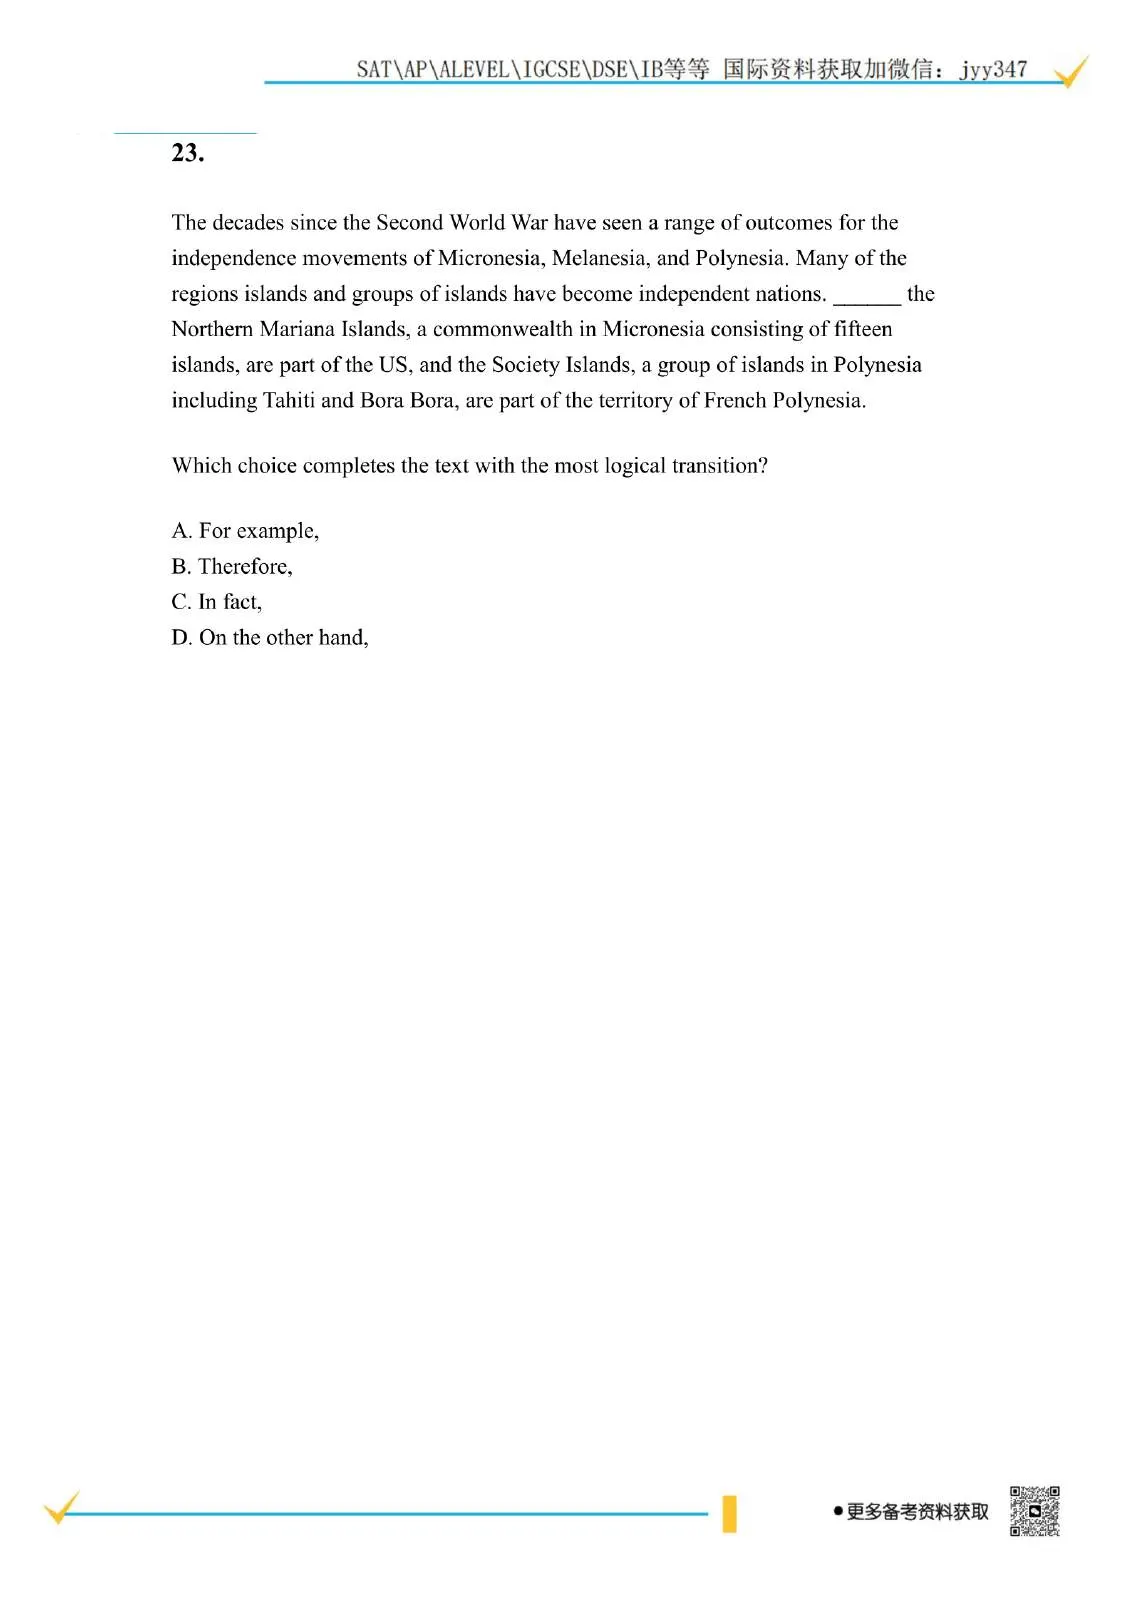 SAT\AP\ALEVEL\IGCSE\DSE\IB等等 国际资料获取加微信：jyy347
23.
The decades since the Second World War have seen a range of outcomes for the
independence movements of Micronesia, Melanesia, and Polynesia. Many of the
regions islands and groups of islands have become independent nations. ______ the
Northern Mariana Islands, a commonwealth in Micronesia consisting of fifteen
islands, are part of the US, and the Society Islands, a group of islands in Polynesia
including Tahiti and Bora Bora, are part of the territory of French Polynesia.
Which choice completes the text with the most logical transition?
A. For example,
B. Therefore,
C. In fact,
D. On the other hand,
●更多备考资料获取